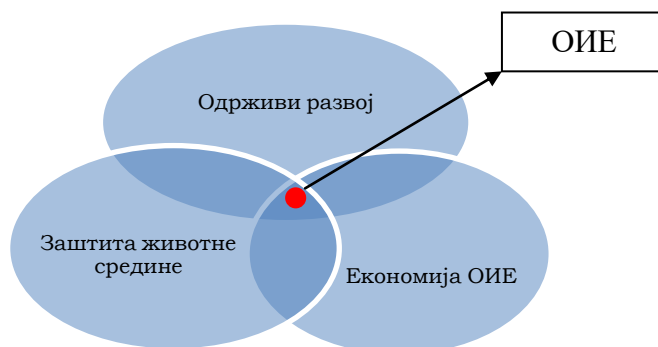 ОИЕ
Одрживи развој
Заштита животне
средине
Економија ОИЕ